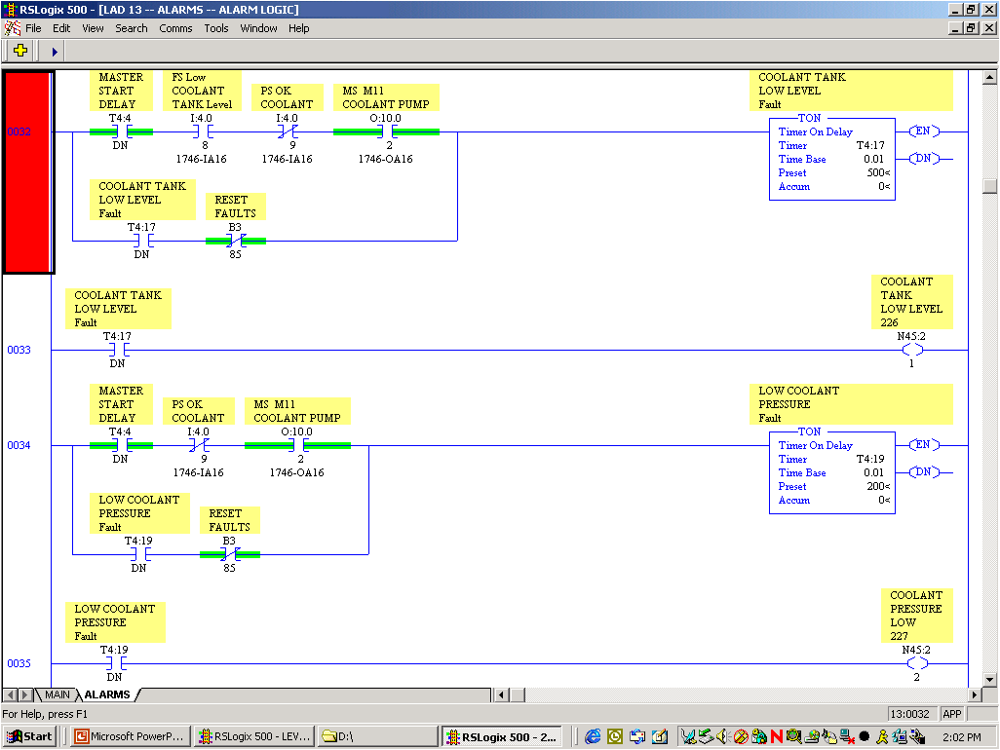 RSLogix 500 - [LAD 13 -- ALARMS -- ALARM LOGIC]
File Edit View Search Comms Tools Window Help
MASTER START DELAY
FS Low COOLANT TANK Level
PS OK COOLANT
MS M11 COOLANT PUMP
COOLANT TANK LOW LEVEL Fault
0032
T4:4 I:4.0 I:4.0 O:10.0
DN 8 9 2
1746-IA16 1746-IA16 1746-OA16
TON
Timer On Delay
Timer T4:17
Time Base 0.01
Preset 500<
Accum 0<
EN
DN
COOLANT TANK LOW LEVEL Fault
RESET FAULTS
T4:17 B3
DN 85
COOLANT TANK LOW LEVEL Fault
COOLANT TANK LOW LEVEL 226
0033
T4:17 N45:2
DN 1
MASTER START DELAY
PS OK COOLANT
MS M11 COOLANT PUMP
LOW COOLANT PRESSURE Fault
0034
T4:4 I:4.0 O:10.0
DN 9 2
1746-IA16 1746-OA16
TON
Timer On Delay
Timer T4:19
Time Base 0.01
Preset 200<
Accum 0<
EN
DN
LOW COOLANT PRESSURE Fault
RESET FAULTS
T4:19 B3
DN 85
LOW COOLANT PRESSURE Fault
COOLANT PRESSURE LOW 227
0035
T4:19 N45:2
DN 2
MAIN ALARMS
For Help, press F1
13:0032 APP
Start
Microsoft PowerP...
RSLogix 500 - LEV...
D:\
RSLogix 500 - 2...
2:02 PM